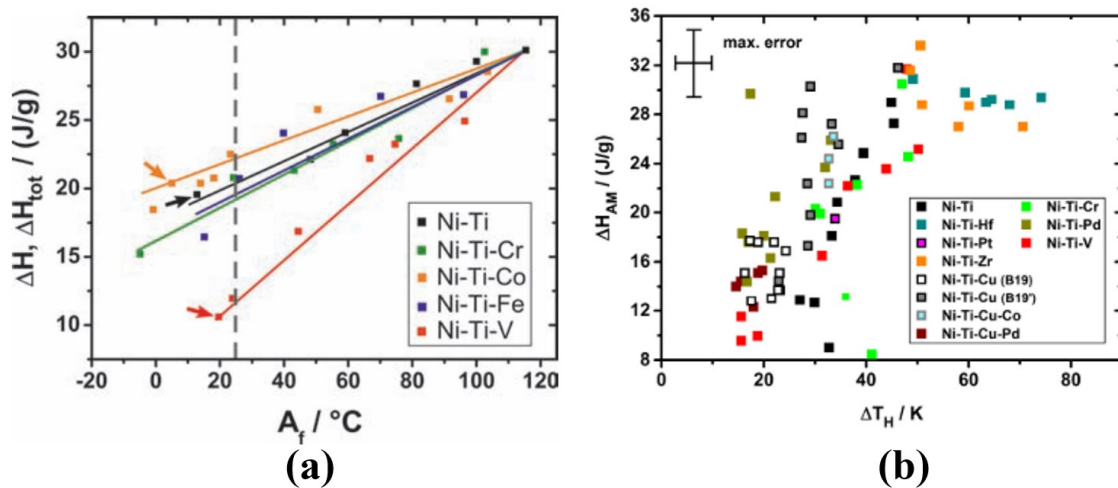 30
25
20
15
10
ΔH, ΔH_tot / (J/g)
-20 0 20 40 60 80 100 120
A_f / °C
Ni-Ti
Ni-Ti-Cr
Ni-Ti-Co
Ni-Ti-Fe
Ni-Ti-V
(a)
36
32
28
24
20
16
12
8
ΔH_AM / (J/g)
max. error
0 20 40 60 80
ΔT_H / K
Ni-Ti
Ni-Ti-Hf
Ni-Ti-Pt
Ni-Ti-Zr
Ni-Ti-Cu (B19)
Ni-Ti-Cu (B19')
Ni-Ti-Cu-Co
Ni-Ti-Cu-Pd
Ni-Ti-Cr
Ni-Ti-Pd
Ni-Ti-V
(b)